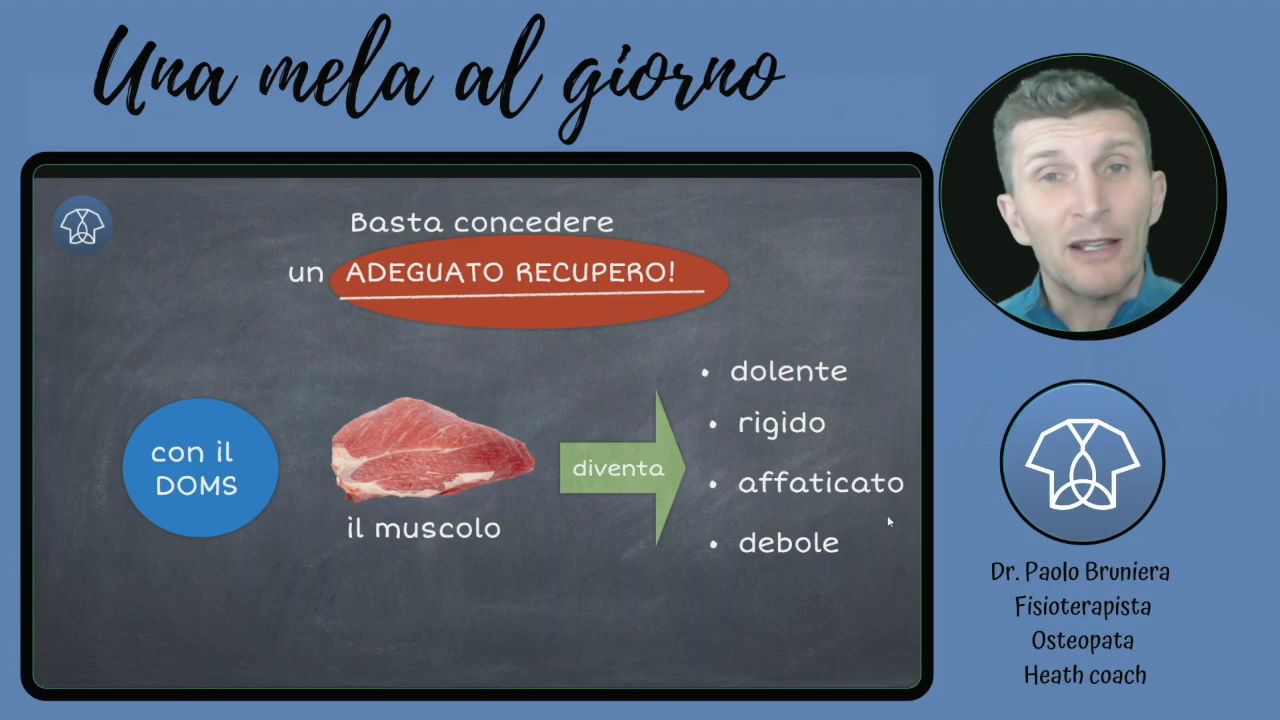 Una mela al giorno
Basta concedere
un ADEGUATO RECUPERO!
con il
DOMS
il muscolo
diventa
• dolente
• rigido
• affaticato
• debole
Dr. Paolo Bruniera
Fisioterapista
Osteopata
Heath coach